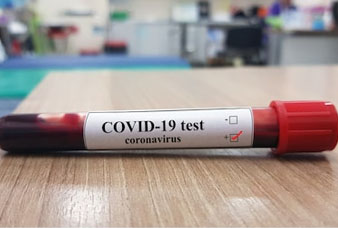 COVID-19 test
coronavirus
-
+